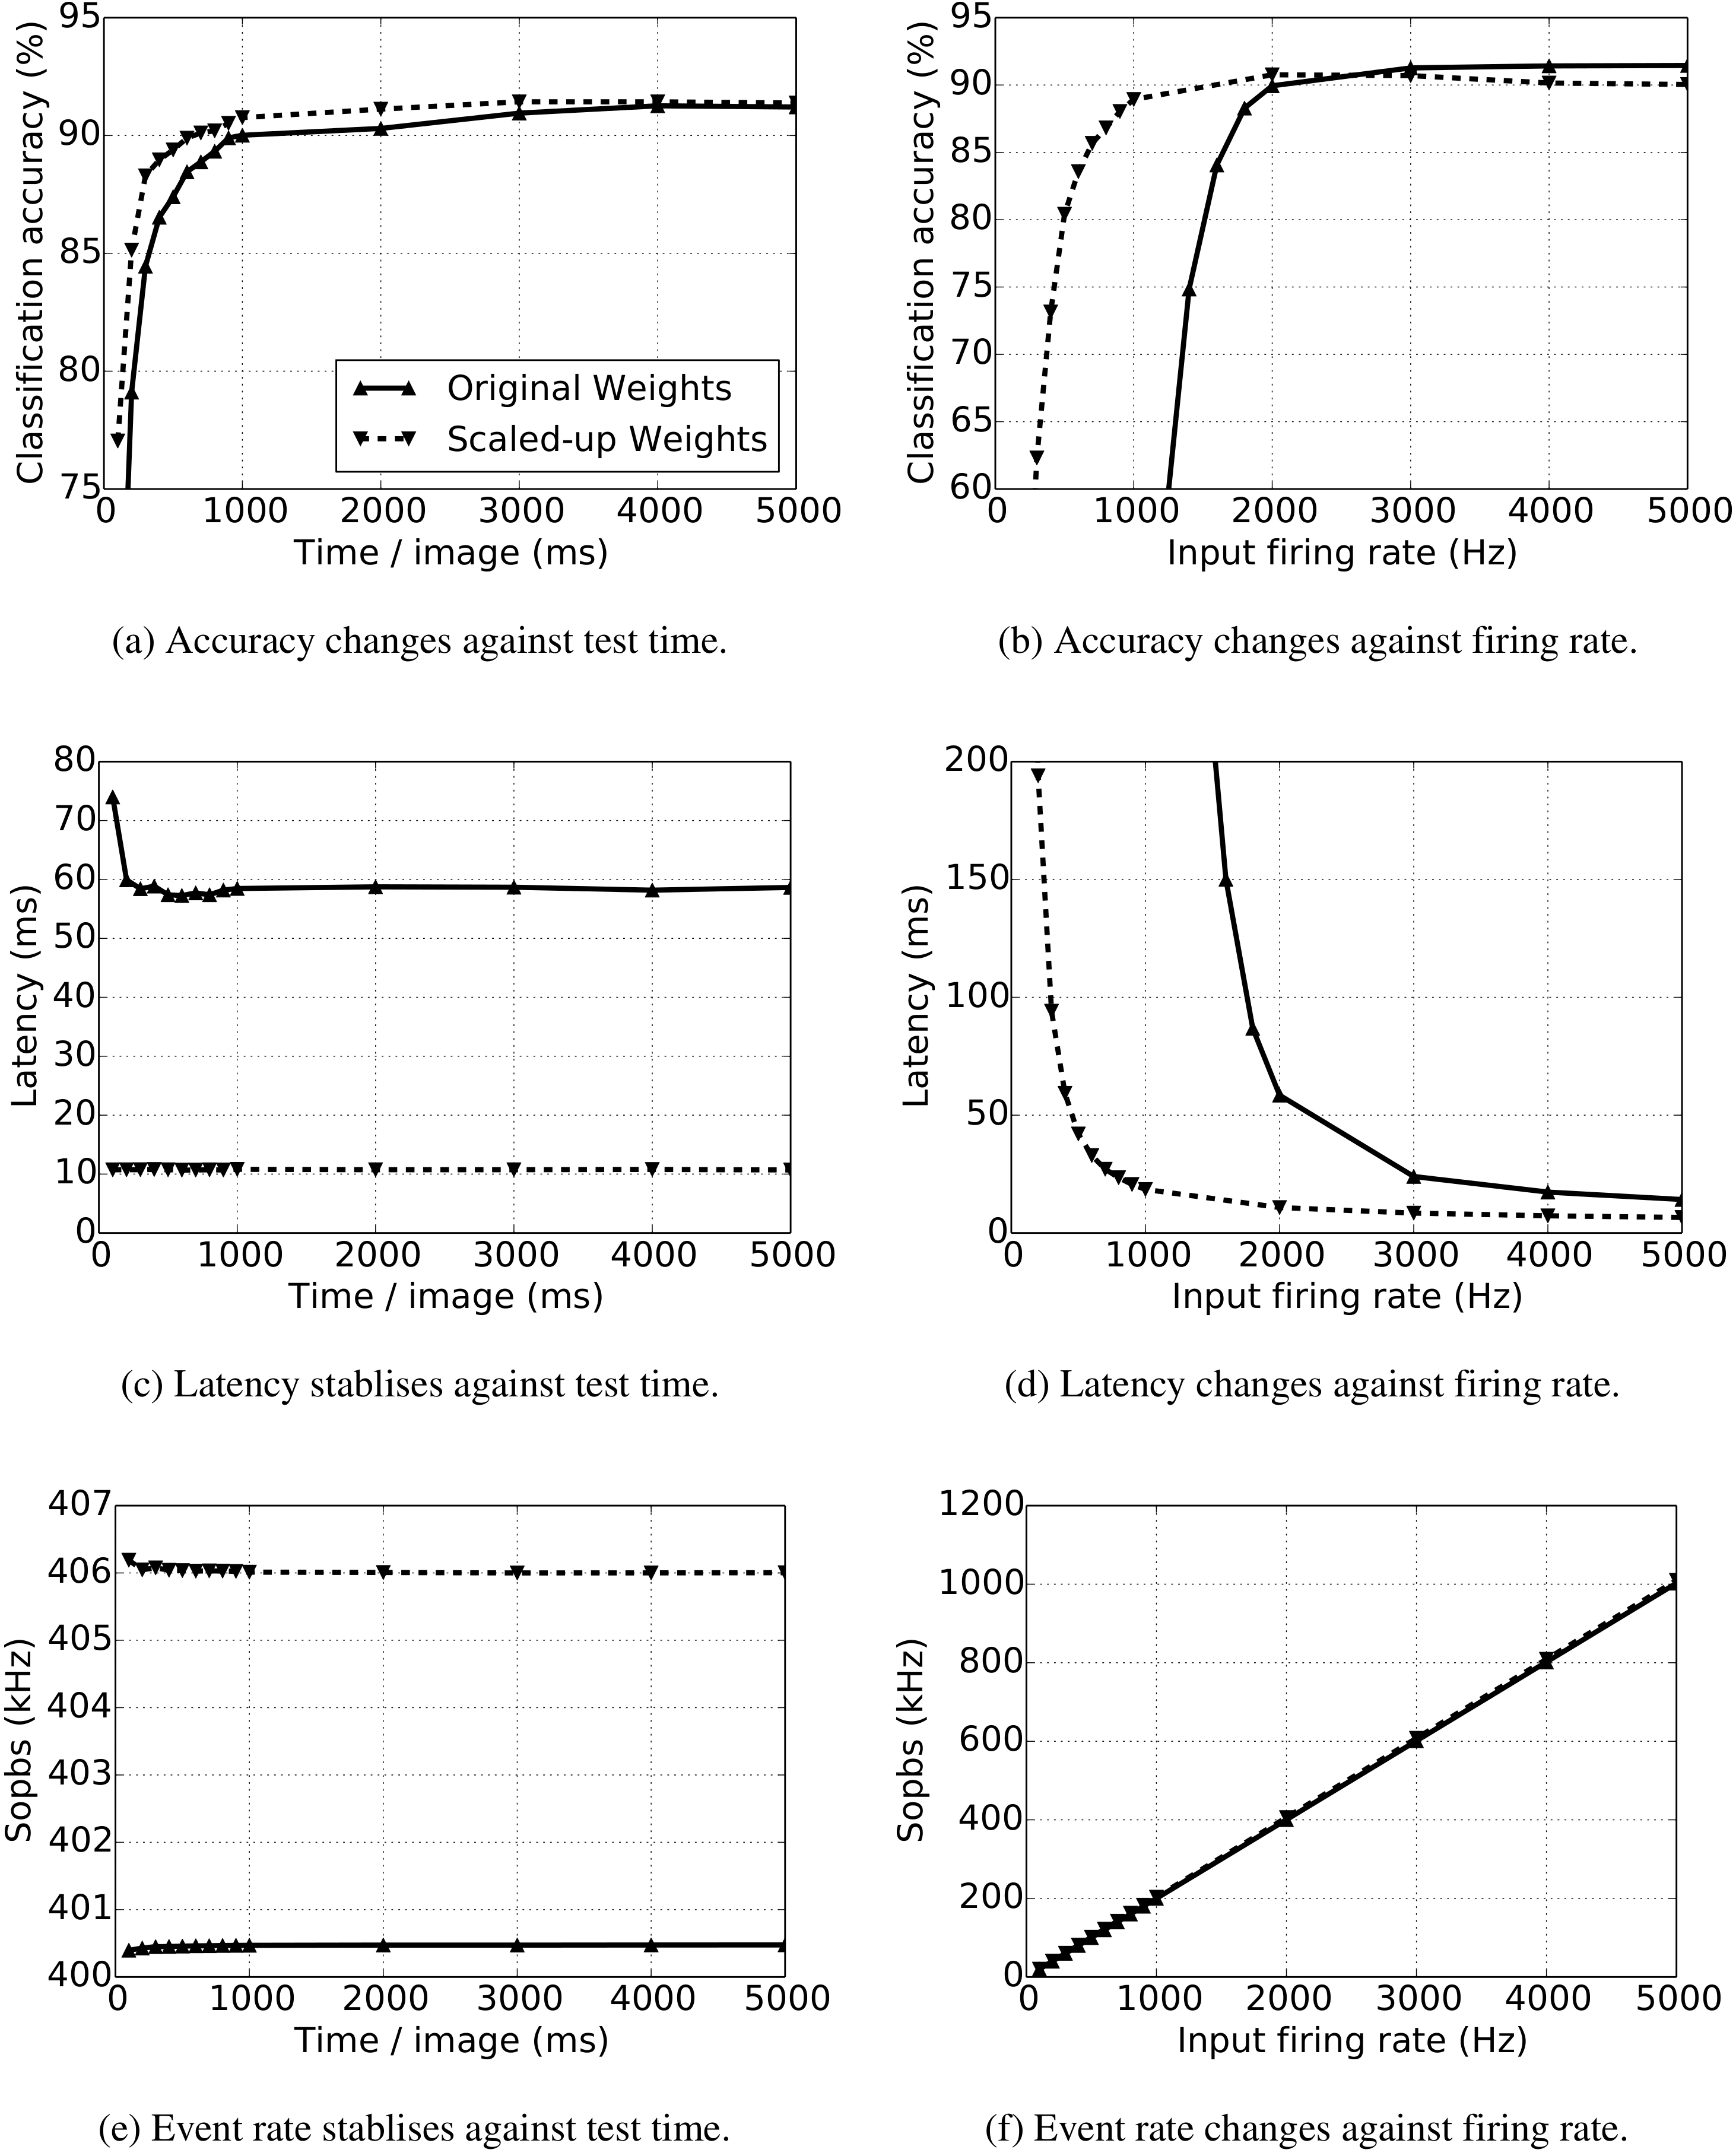 95
90
85
80
75
Classification accuracy (%)
Original Weights
Scaled-up Weights
0 1000 2000 3000 4000 5000
Time / image (ms)
(a) Accuracy changes against test time.
95
90
85
80
75
70
65
60
Classification accuracy (%)
0 1000 2000 3000 4000 5000
Input firing rate (Hz)
(b) Accuracy changes against firing rate.
80
70
60
50
40
30
20
10
0
Latency (ms)
0 1000 2000 3000 4000 5000
Time / image (ms)
(c) Latency stablises against test time.
200
150
100
50
0
Latency (ms)
0 1000 2000 3000 4000 5000
Input firing rate (Hz)
(d) Latency changes against firing rate.
407
406
405
404
403
402
401
400
Sopbs (kHz)
0 1000 2000 3000 4000 5000
Time / image (ms)
(e) Event rate stablises against test time.
1200
1000
800
600
400
200
0
Sopbs (kHz)
0 1000 2000 3000 4000 5000
Input firing rate (Hz)
(f) Event rate changes against firing rate.